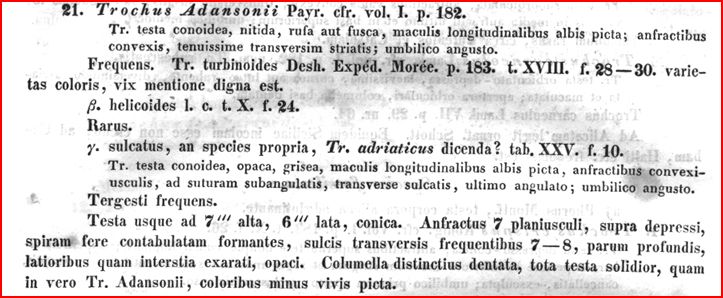 21. Trochus Adansonii Payr. cfr. vol. I. p. 182.
Tr. testa conoidea, nitida, rufa aut fusca, maculis longitudinalibus albis picta; anfractibus
convexis, tenuissime transversim striatis; umbilico angusto.
Frequens. Tr. turbinoides Desh. Expéd. Morée. p. 183. t. XVIII. f. 28—30. varie-
tas coloris, vix mentione digna est.
β. helicoides l. c. t. X. f. 24.
Rarus.
γ. sulcatus, an species propria, Tr. adriaticus dicenda? tab. XXV. f. 10.
Tr. testa conoidea, opaca, grisea, maculis longitudinalibus albis picta, anfractibus convexi-
usculis, ad suturam subangulatis, transverse sulcatis, ultimo angulato; umbilico angusto.
Tergesti frequens.
Testa usque ad 7''' alta, 6''' lata, conica. Anfractus 7 planiusculi, supra depressi,
spiram fere contabulatam formantes, sulcis transversis frequentibus 7—8, parum profundis,
latioribus quam interstia exarati, opaci. Columella distinctius dentata, tota testa solidior, quam
in vero Tr. Adansonii, coloribus minus vivis picta.